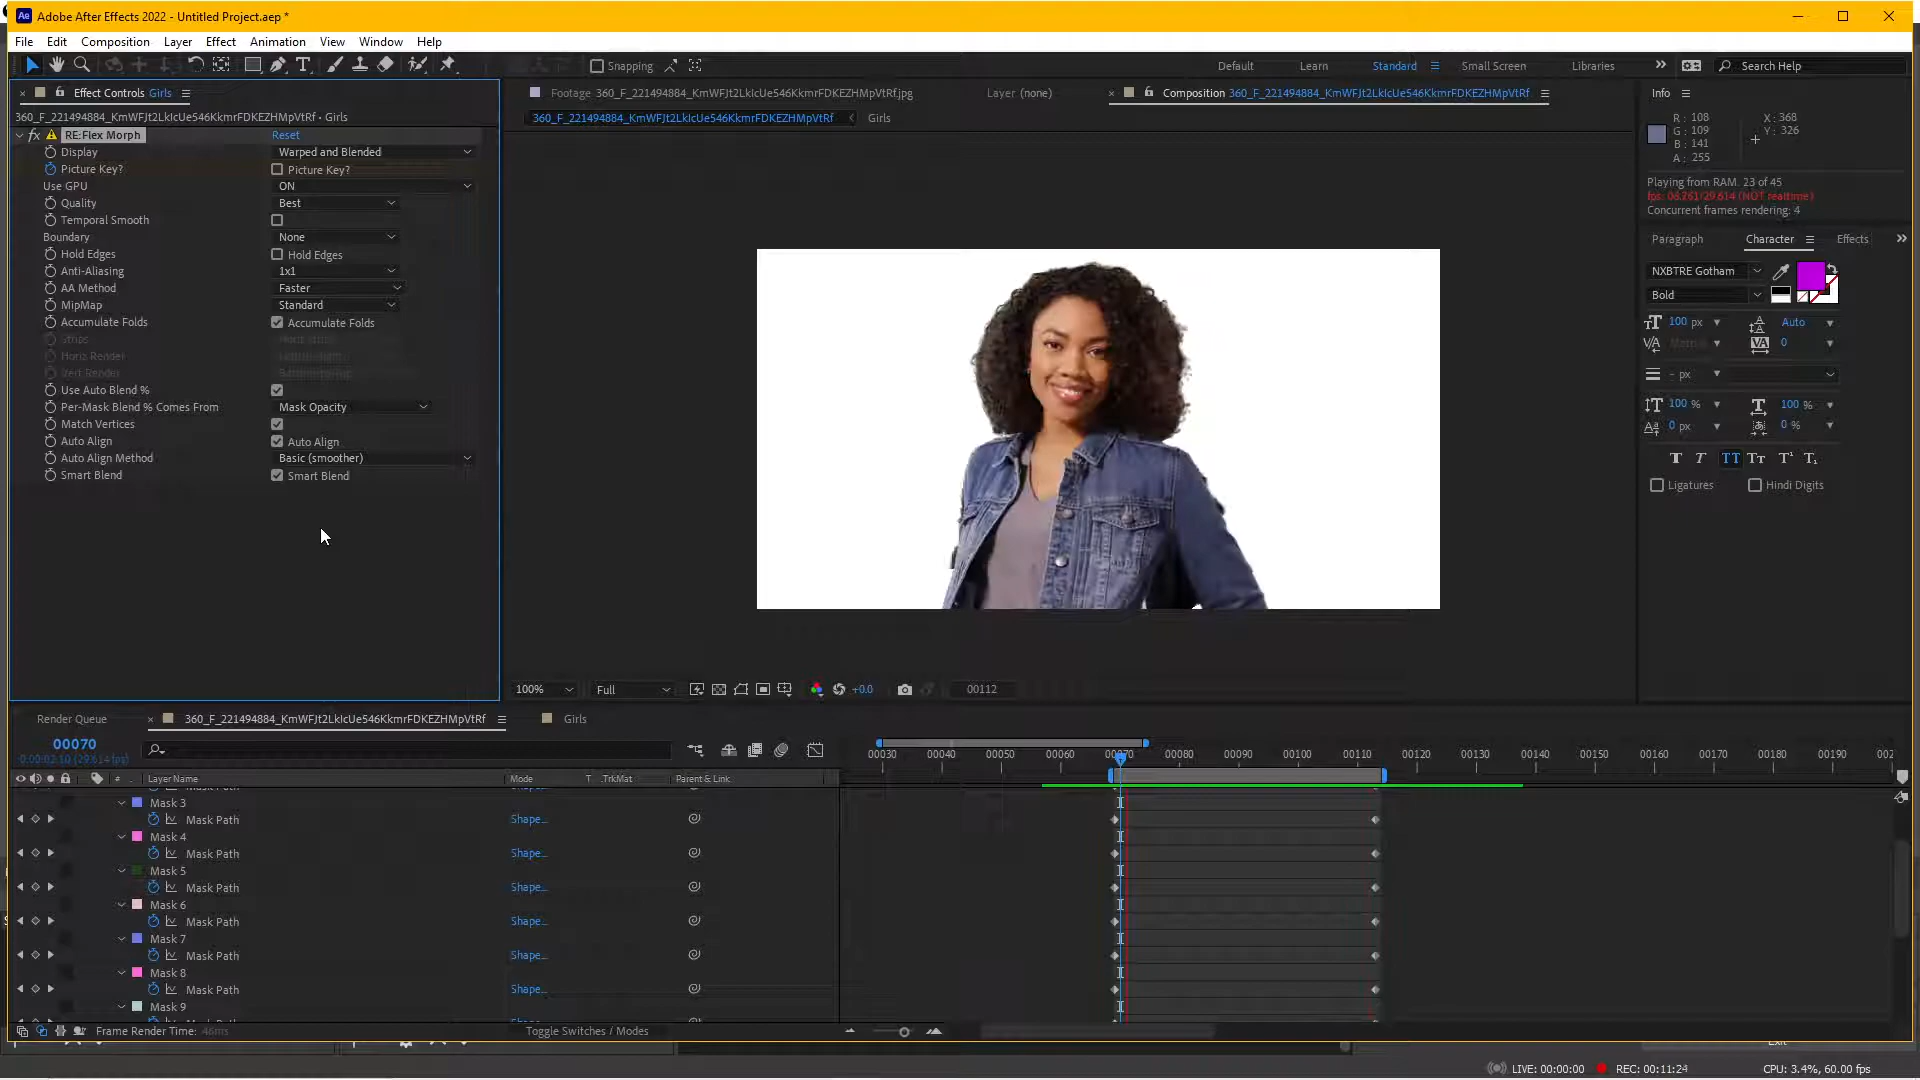 Adobe After Effects 2022 - Untitled Project.aep *
File Edit Composition Layer Effect Animation View Window Help
Snapping
Default Learn Standard Small Screen Libraries
Search Help
Effect Controls Girls
360_F_221494884_KmWFJt2LkIcUe546KkmrFDKEZHMpVtRf • Girls
fx RE:Flex Morph Reset
Display Warped and Blended
Picture Key? Picture Key?
Use GPU ON
Quality Best
Temporal Smooth
Boundary None
Hold Edges Hold Edges
Anti-Aliasing 1x1
AA Method Faster
MipMap Standard
Accumulate Folds Accumulate Folds
Strips
Horiz Render
Vert Render
Use Auto Blend %
Per-Mask Blend % Comes From Mask Opacity
Match Vertices
Auto Align Auto Align
Auto Align Method Basic (smoother)
Smart Blend Smart Blend
Footage 360_F_221494884_KmWFJt2LkIcUe546KkmrFDKEZHMpVtRf.jpg
Layer (none)
Composition 360_F_221494884_KmWFJt2LkIcUe546KkmrFDKEZHMpVtRf
360_F_221494884_KmWFJt2LkIcUe546KkmrFDKEZHMpVtRf Girls
100% Full +0.0 00112
Info
R: 108 X: 368
G: 109 Y: 326
B: 141
A: 255
Playing from RAM. 23 of 45
(NOT realtime)
Concurrent frames rendering: 4
Paragraph Character Effects
NXBTRE Gotham
Bold
100 px Auto
0
- px
100 % 100 %
0 px 0 %
Ligatures Hindi Digits
Render Queue 360_F_221494884_KmWFJt2LkIcUe546KkmrFDKEZHMpVtRf Girls
00070
0:00:02:10 (29.614 fps)
# Layer Name Mode T .TrkMat Parent & Link
00030 00040 00050 00060 00070 00080 00090 00100 00110 00120 00130 00140 00150 00160 00170 00180 00190
Mask 3
Mask Path Shape...
Mask 4
Mask Path Shape...
Mask 5
Mask Path Shape...
Mask 6
Mask Path Shape...
Mask 7
Mask Path Shape...
Mask 8
Mask Path Shape...
Mask 9
Frame Render Time: 46ms
Toggle Switches / Modes
LIVE: 00:00:00 REC: 00:11:24 CPU: 3.4%, 60.00 fps